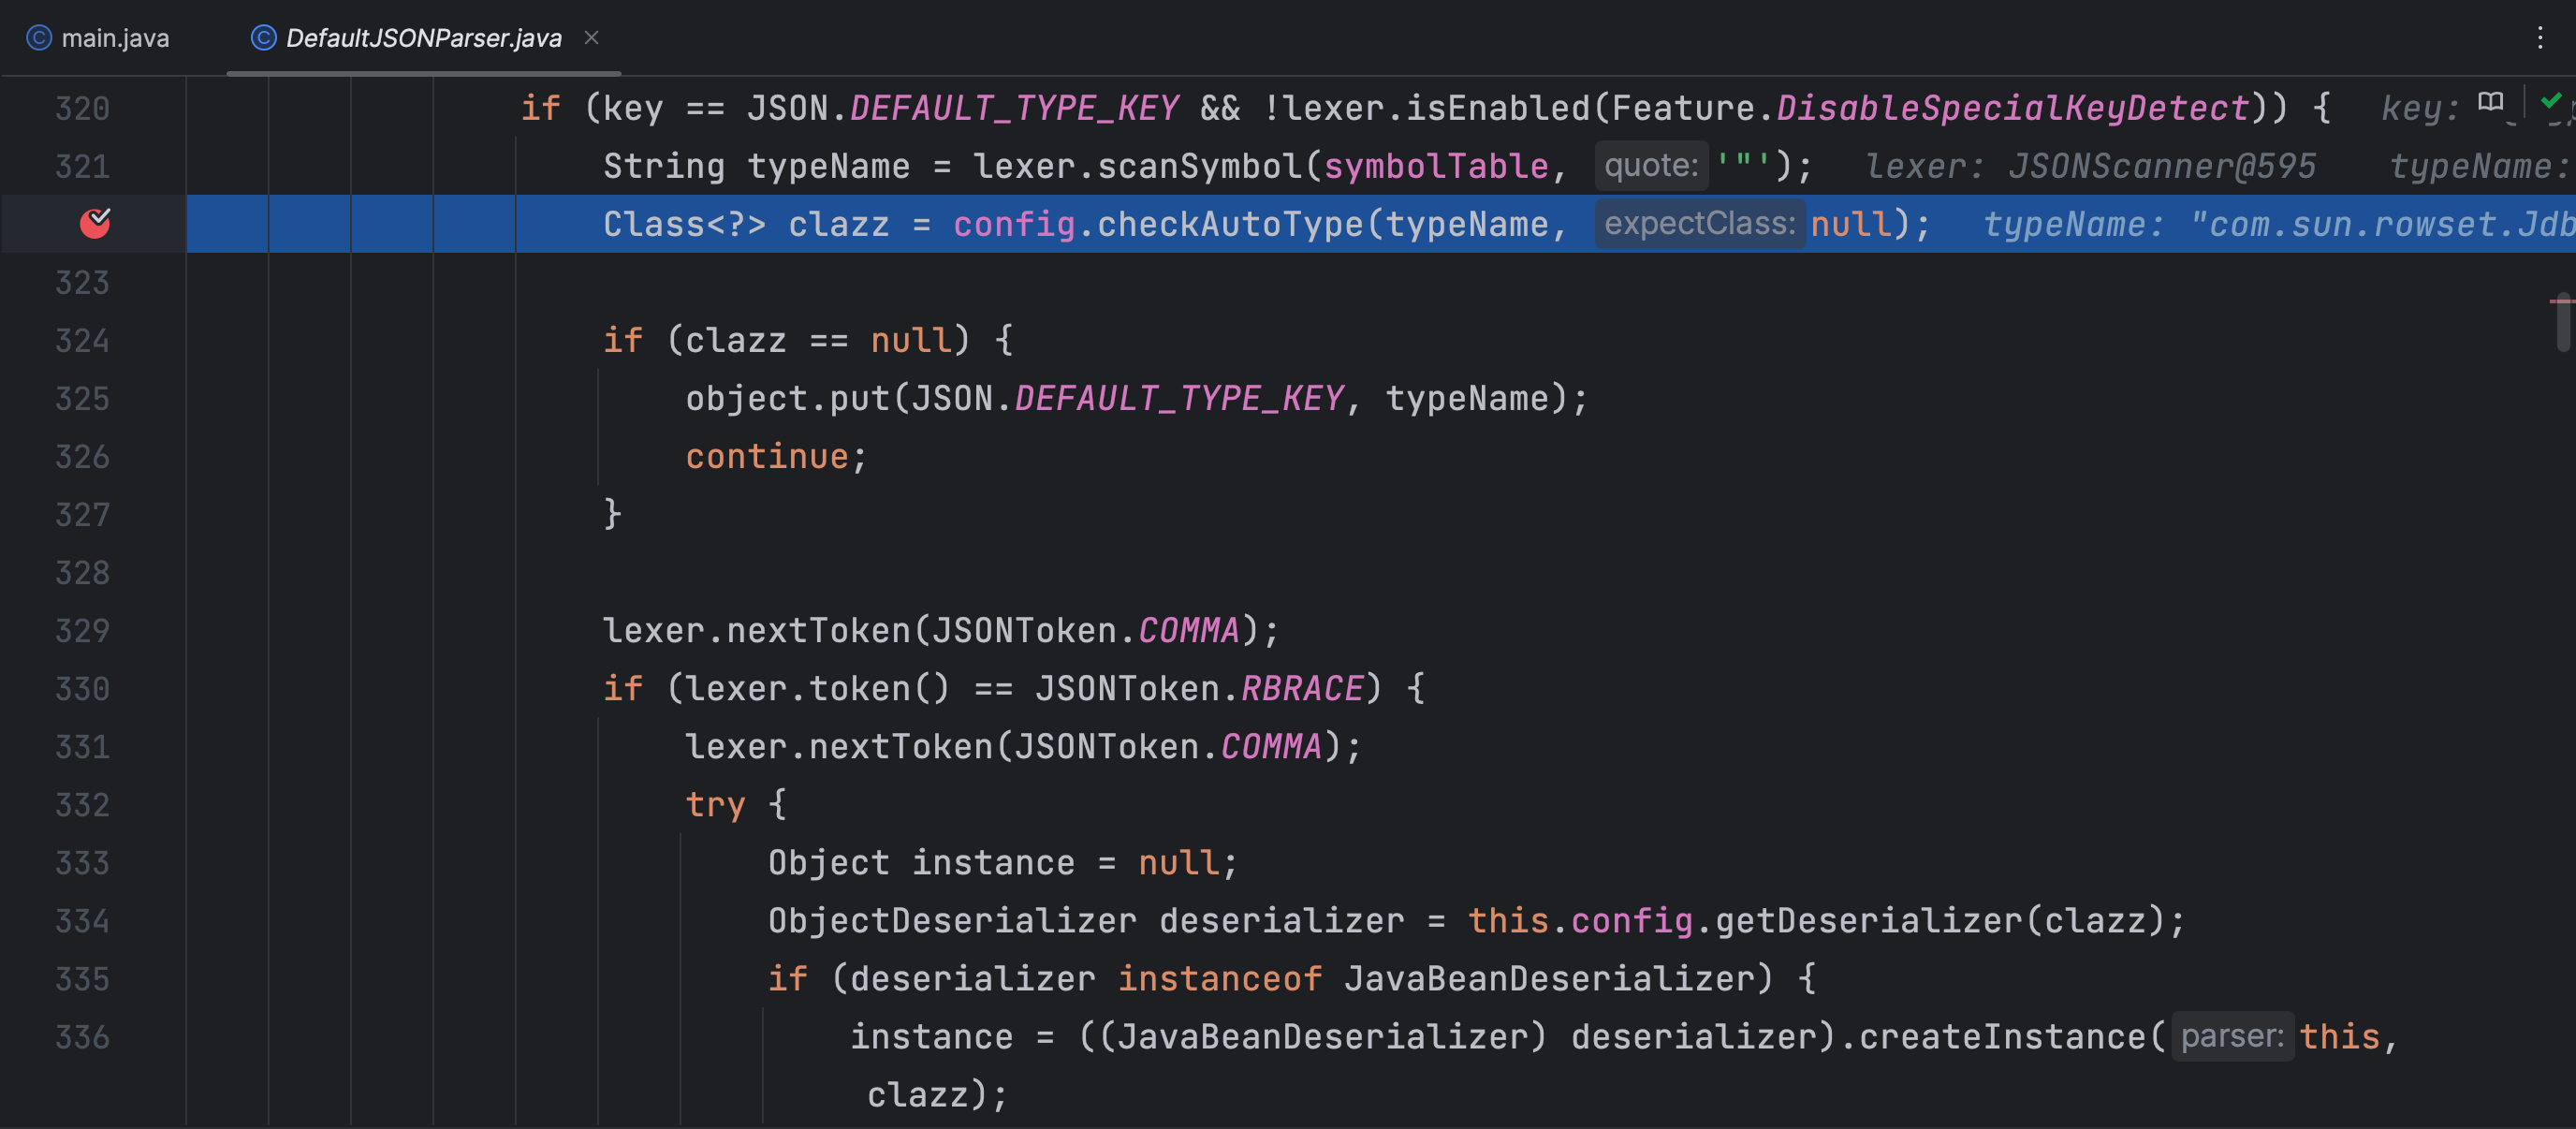 main.java DefaultJSONParser.java
320 if (key == JSON.DEFAULT_TYPE_KEY && !lexer.isEnabled(Feature.DisableSpecialKeyDetect)) { key:
321 String typeName = lexer.scanSymbol(symbolTable, quote: '"'); lexer: JSONScanner@595 typeName:
Class<?> clazz = config.checkAutoType(typeName, expectClass: null); typeName: "com.sun.rowset.Jdb
323
324 if (clazz == null) {
325 object.put(JSON.DEFAULT_TYPE_KEY, typeName);
326 continue;
327 }
328
329 lexer.nextToken(JSONToken.COMMA);
330 if (lexer.token() == JSONToken.RBRACE) {
331 lexer.nextToken(JSONToken.COMMA);
332 try {
333 Object instance = null;
334 ObjectDeserializer deserializer = this.config.getDeserializer(clazz);
335 if (deserializer instanceof JavaBeanDeserializer) {
336 instance = ((JavaBeanDeserializer) deserializer).createInstance( parser: this,
clazz);